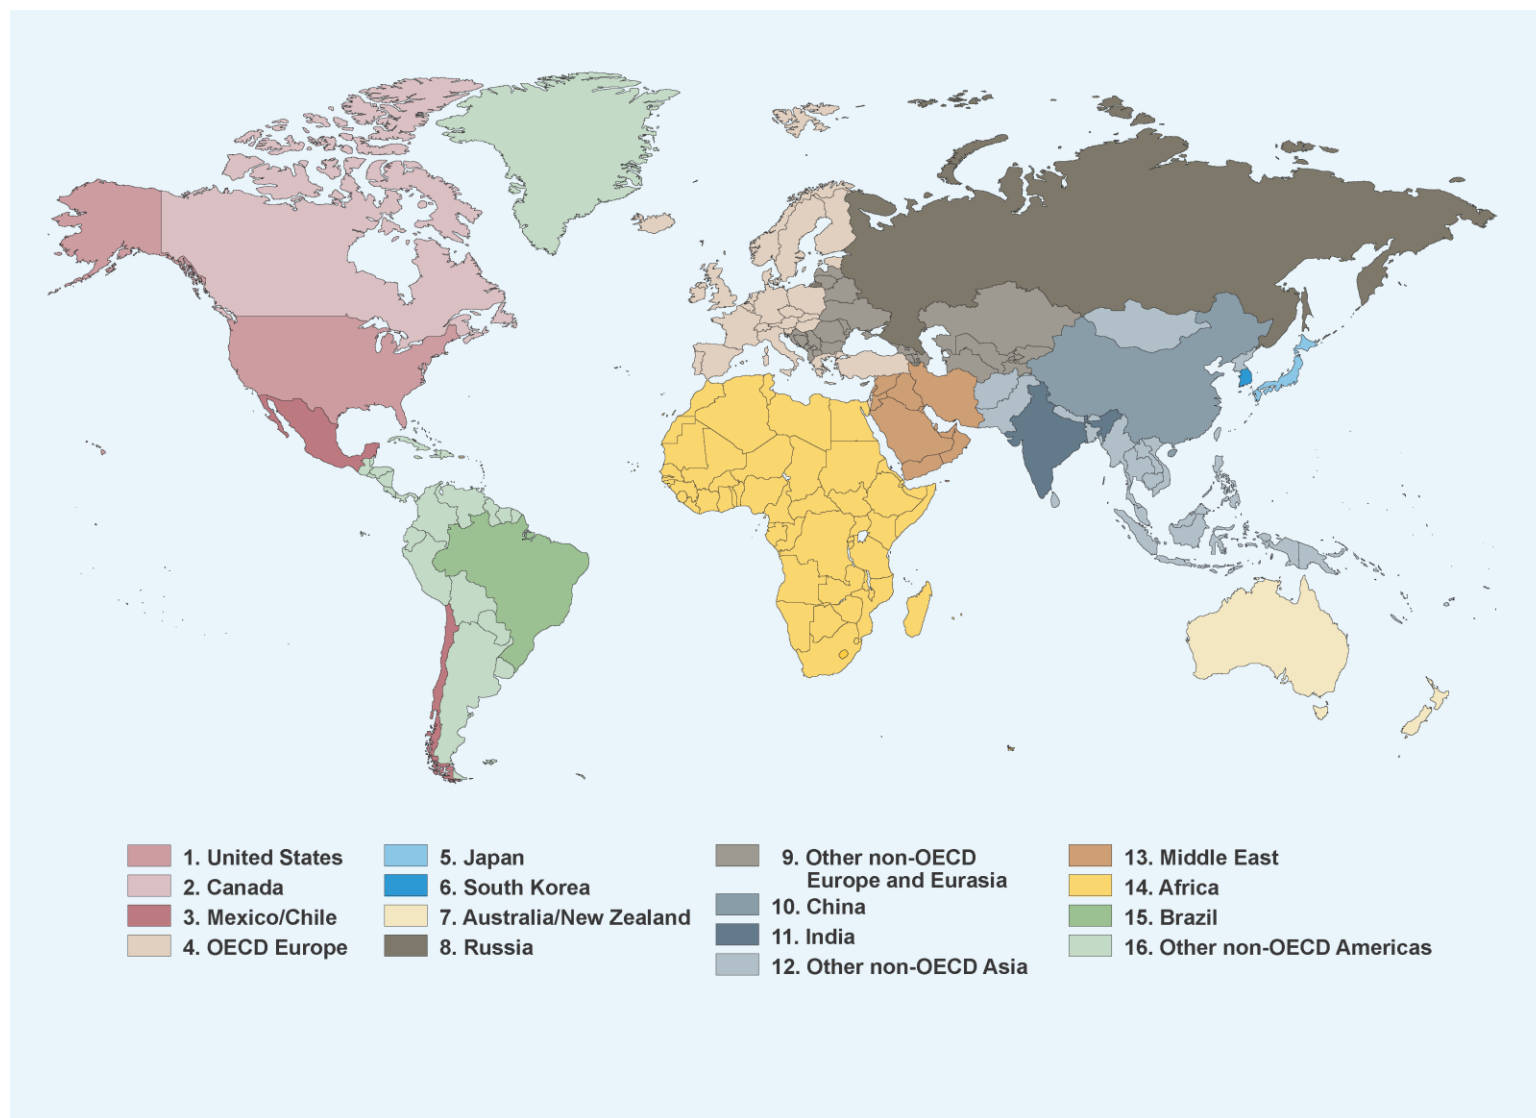 1. United States
2. Canada
3. Mexico/Chile
4. OECD Europe
5. Japan
6. South Korea
7. Australia/New Zealand
8. Russia
9. Other non-OECD
Europe and Eurasia
10. China
11. India
12. Other non-OECD Asia
13. Middle East
14. Africa
15. Brazil
16. Other non-OECD Americas